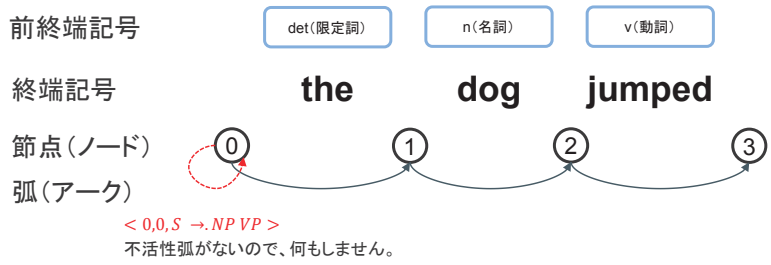 前終端記号 det(限定詞) n(名詞) v(動詞)
終端記号 the dog jumped
節点(ノード) 0 1 2 3
弧(アーク)
< 0,0, S →. NP VP >
不活性弧がないので、何もしません。